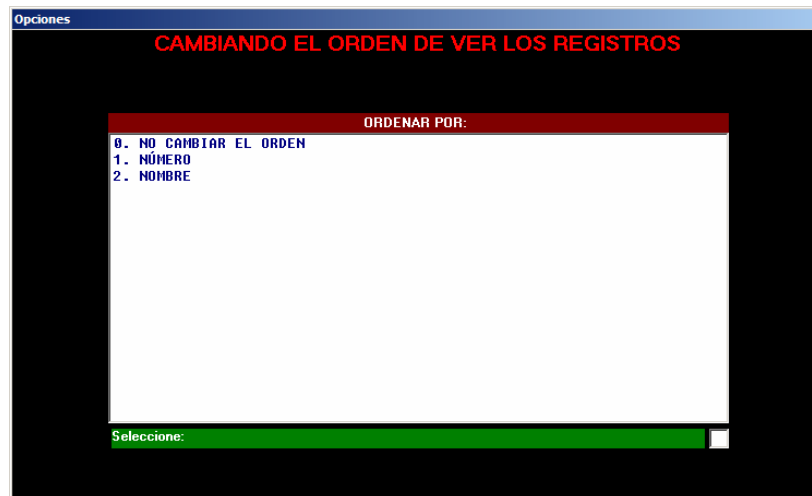 Opciones
CAMBIANDO EL ORDEN DE VER LOS REGISTROS
ORDENAR POR:
0. NO CAMBIAR EL ORDEN
1. NÚMERO
2. NOMBRE
Seleccione: